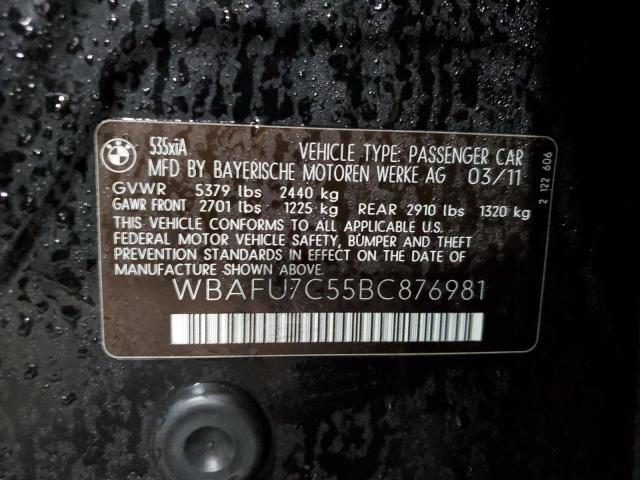 BMW
535xiA
VEHICLE TYPE: PASSENGER CAR
MFD BY BAYERISCHE MOTOREN WERKE AG 03/11
GVWR 5379 lbs 2440 kg
GAWR FRONT 2701 lbs 1225 kg REAR 2910 lbs 1320 kg
THIS VEHICLE CONFORMS TO ALL APPLICABLE U.S.
FEDERAL MOTOR VEHICLE SAFETY, BUMPER AND THEFT
PREVENTION STANDARDS IN EFFECT ON THE DATE OF
MANUFACTURE SHOWN ABOVE.
WBAFU7C55BC876981
2 122 606